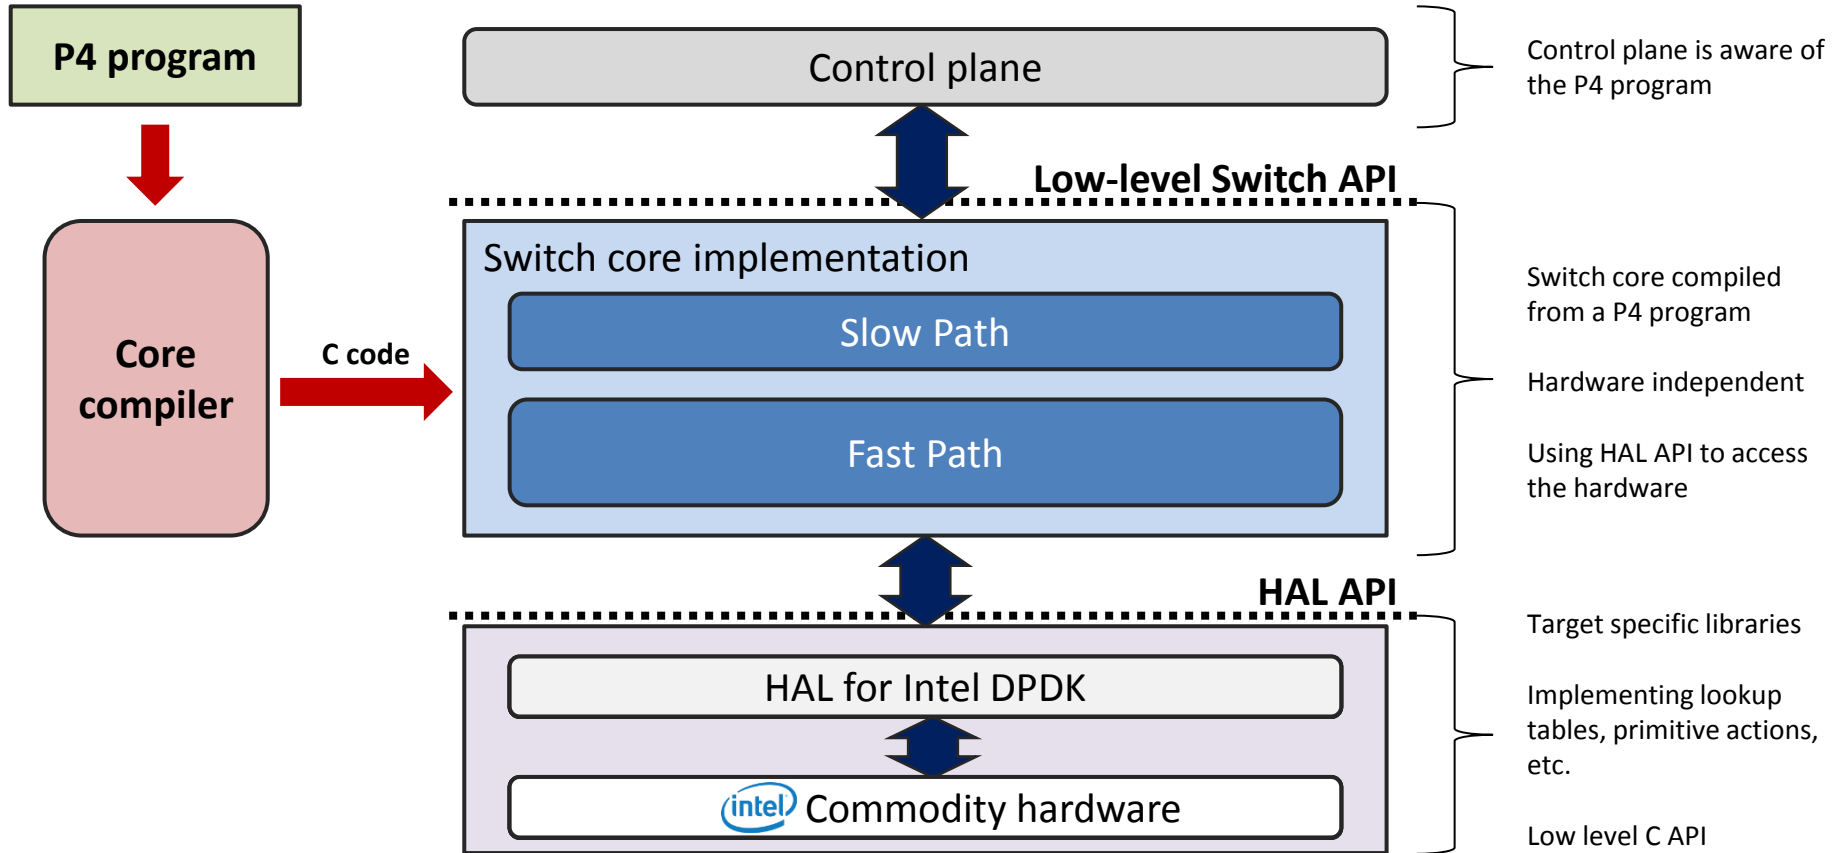 P4 program
Control plane
Control plane is aware of
the P4 program
Low-level Switch API
Core
compiler
C code
Switch core implementation
Slow Path
Fast Path
Switch core compiled
from a P4 program
Hardware independent
Using HAL API to access
the hardware
HAL API
HAL for Intel DPDK
intel Commodity hardware
Target specific libraries
Implementing lookup
tables, primitive actions,
etc.
Low level C API